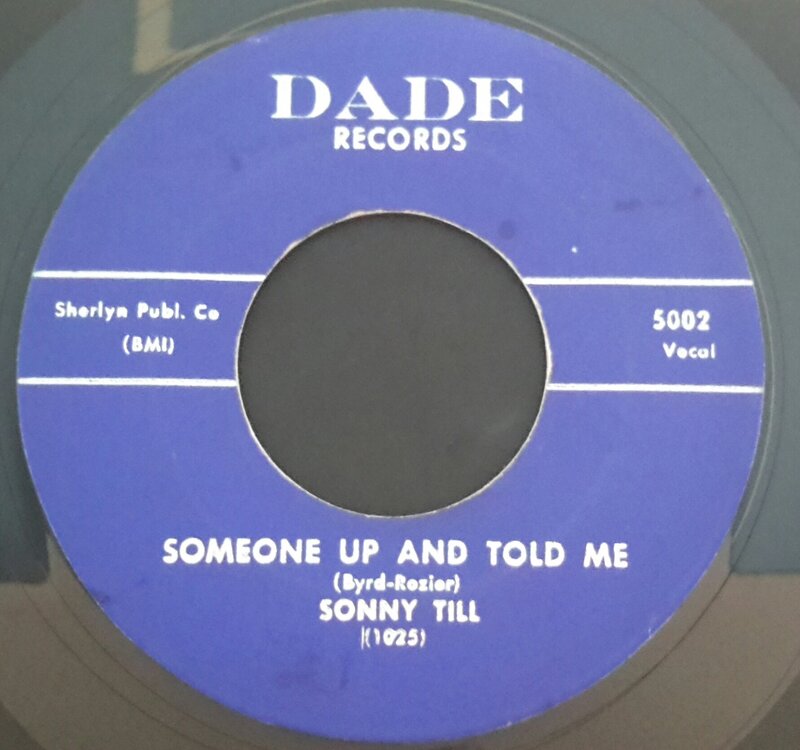 DADE
RECORDS
Sherlyn Publ. Co
(BMI)
5002
Vocal
SOMEONE UP AND TOLD ME
(Byrd-Rozier)
SONNY TILL
(1025)